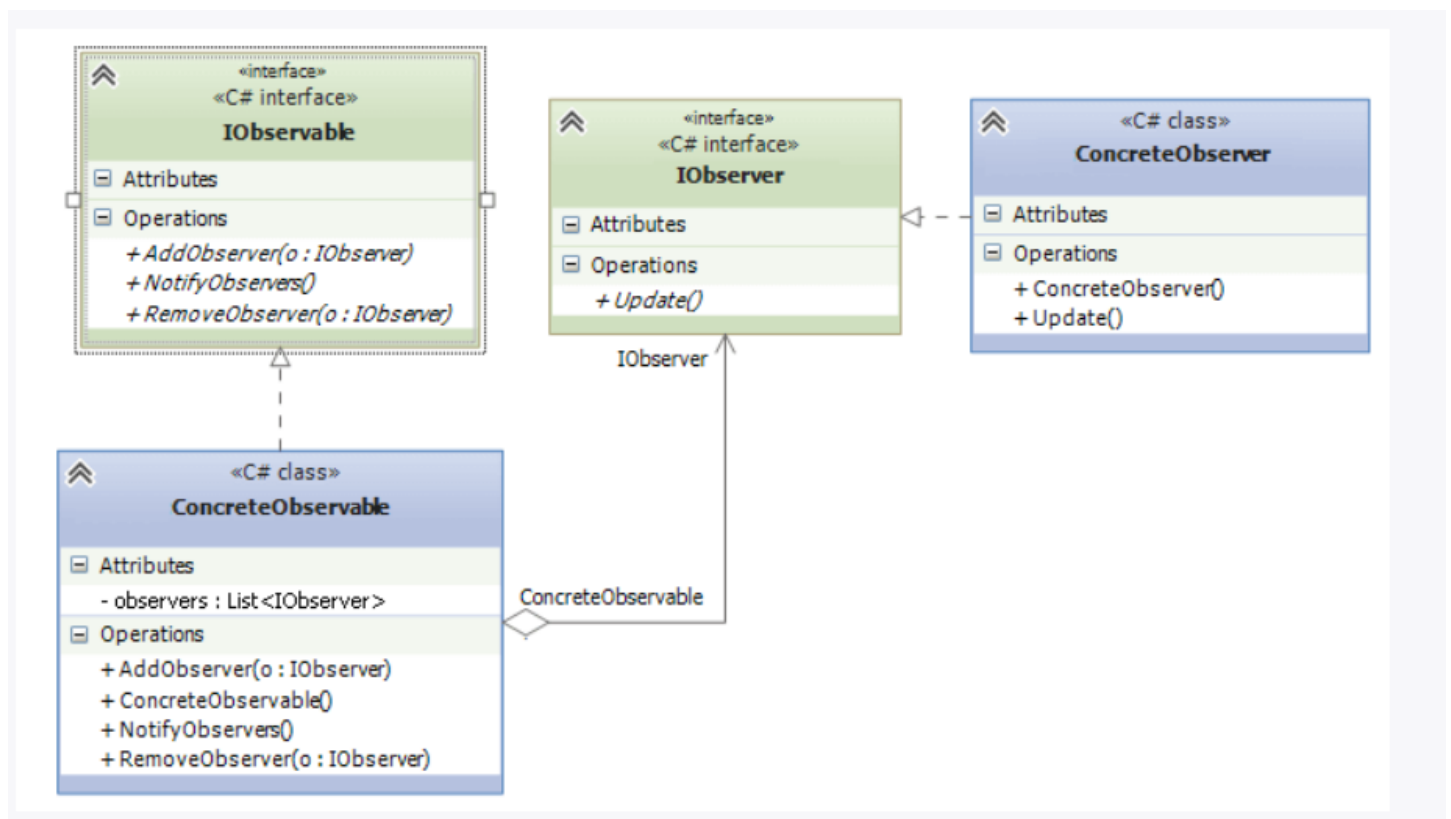 «interface»
«C# interface»
IObservable
Attributes
Operations
+ AddObserver(o : IObserver)
+ NotifyObservers()
+ RemoveObserver(o : IObserver)
«interface»
«C# interface»
IObserver
Attributes
Operations
+ Update()
«C# class»
ConcreteObserver
Attributes
Operations
+ ConcreteObserver()
+ Update()
IObserver
«C# class»
ConcreteObservable
Attributes
- observers : List<IObserver>
Operations
+ AddObserver(o : IObserver)
+ ConcreteObservable()
+ NotifyObservers()
+ RemoveObserver(o : IObserver)
ConcreteObservable